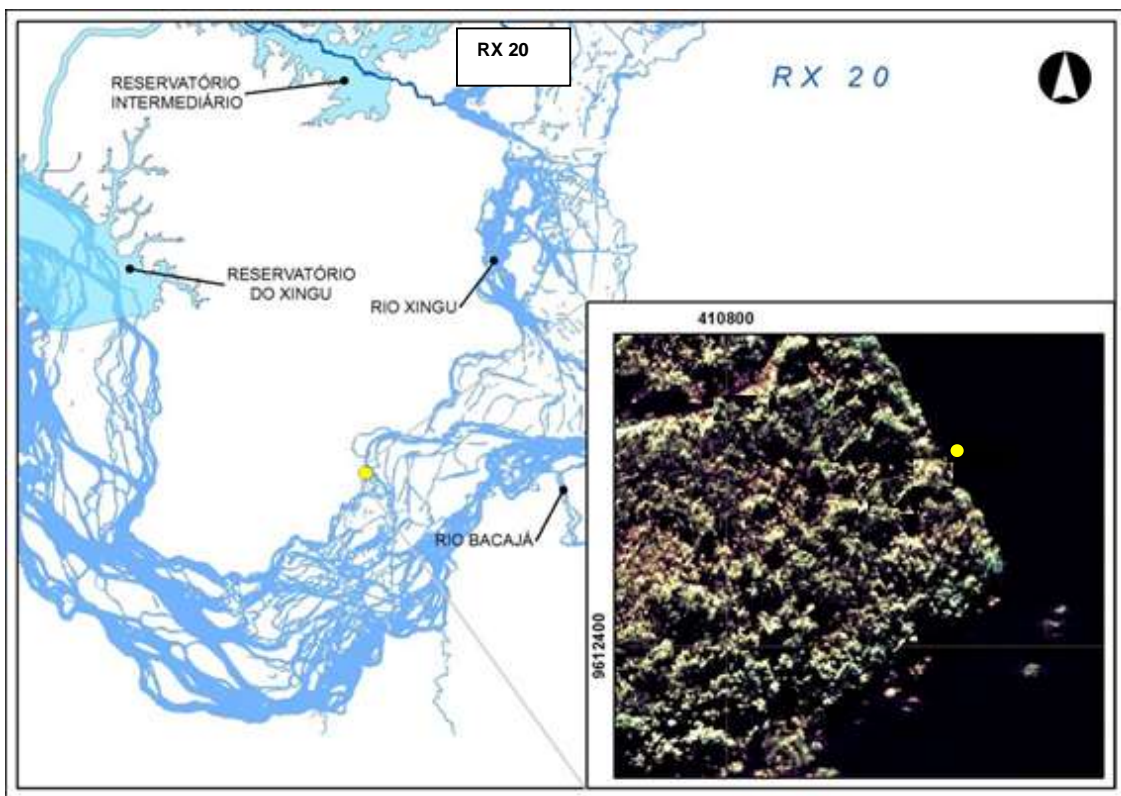 RX 20
RX 20
RESERVATÓRIO
INTERMEDIÁRIO
RESERVATÓRIO
DO XINGU
RIO XINGU
410800
RIO BACAJÁ
9612400